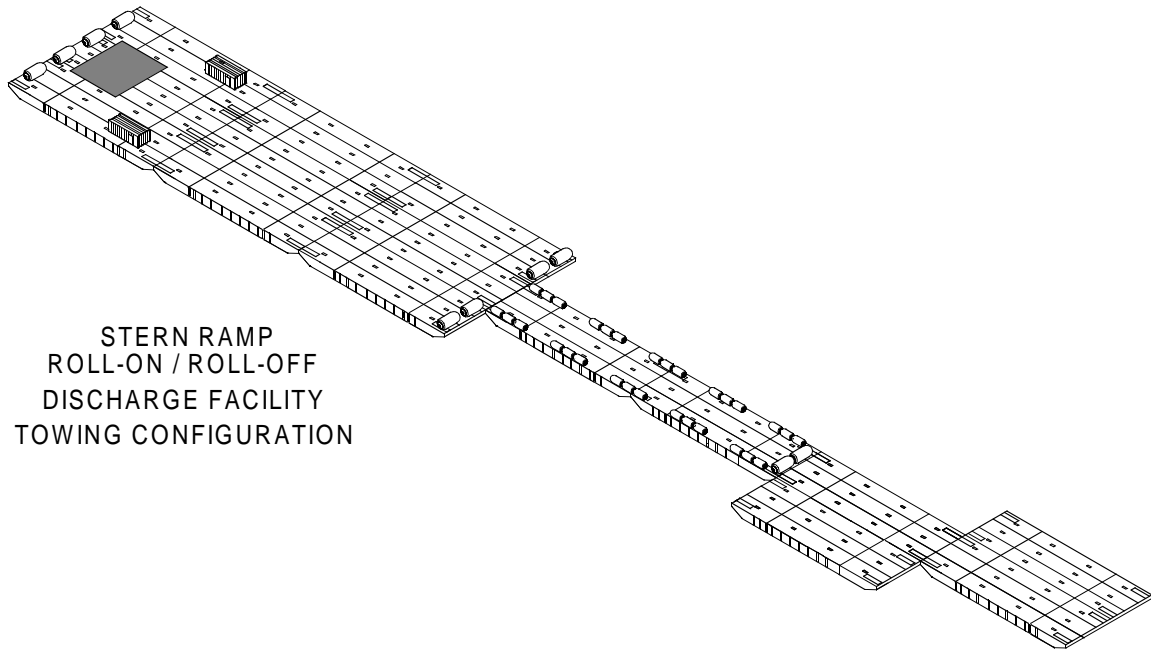 STERN RAMP
ROLL-ON / ROLL-OFF
DISCHARGE FACILITY
TOWING CONFIGURATION